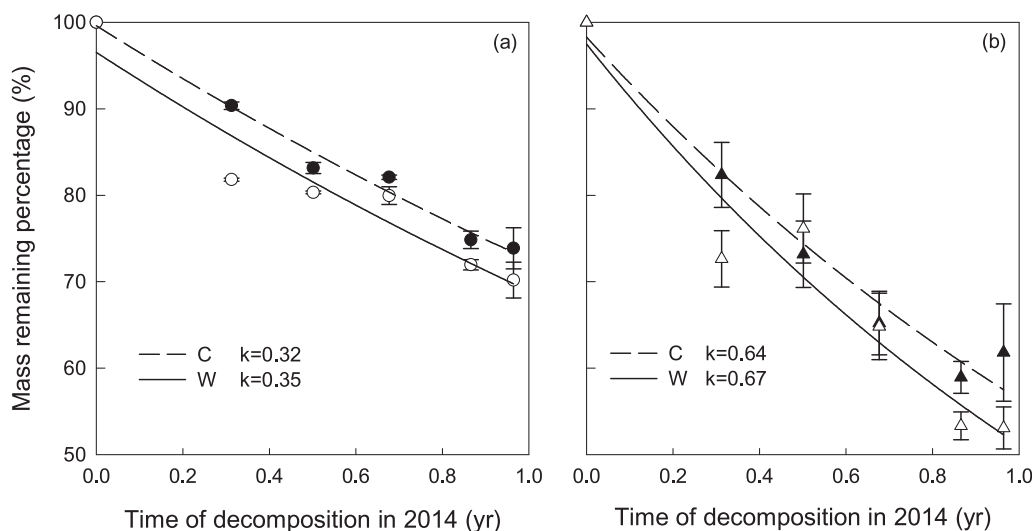 Mass remaining percentage (%)
100
90
80
70
60
50
(a)
C k=0.32
W k=0.35
0.0 0.2 0.4 0.6 0.8 1.0
Time of decomposition in 2014 (yr)
(b)
C k=0.64
W k=0.67
0.0 0.2 0.4 0.6 0.8 1.0
Time of decomposition in 2014 (yr)